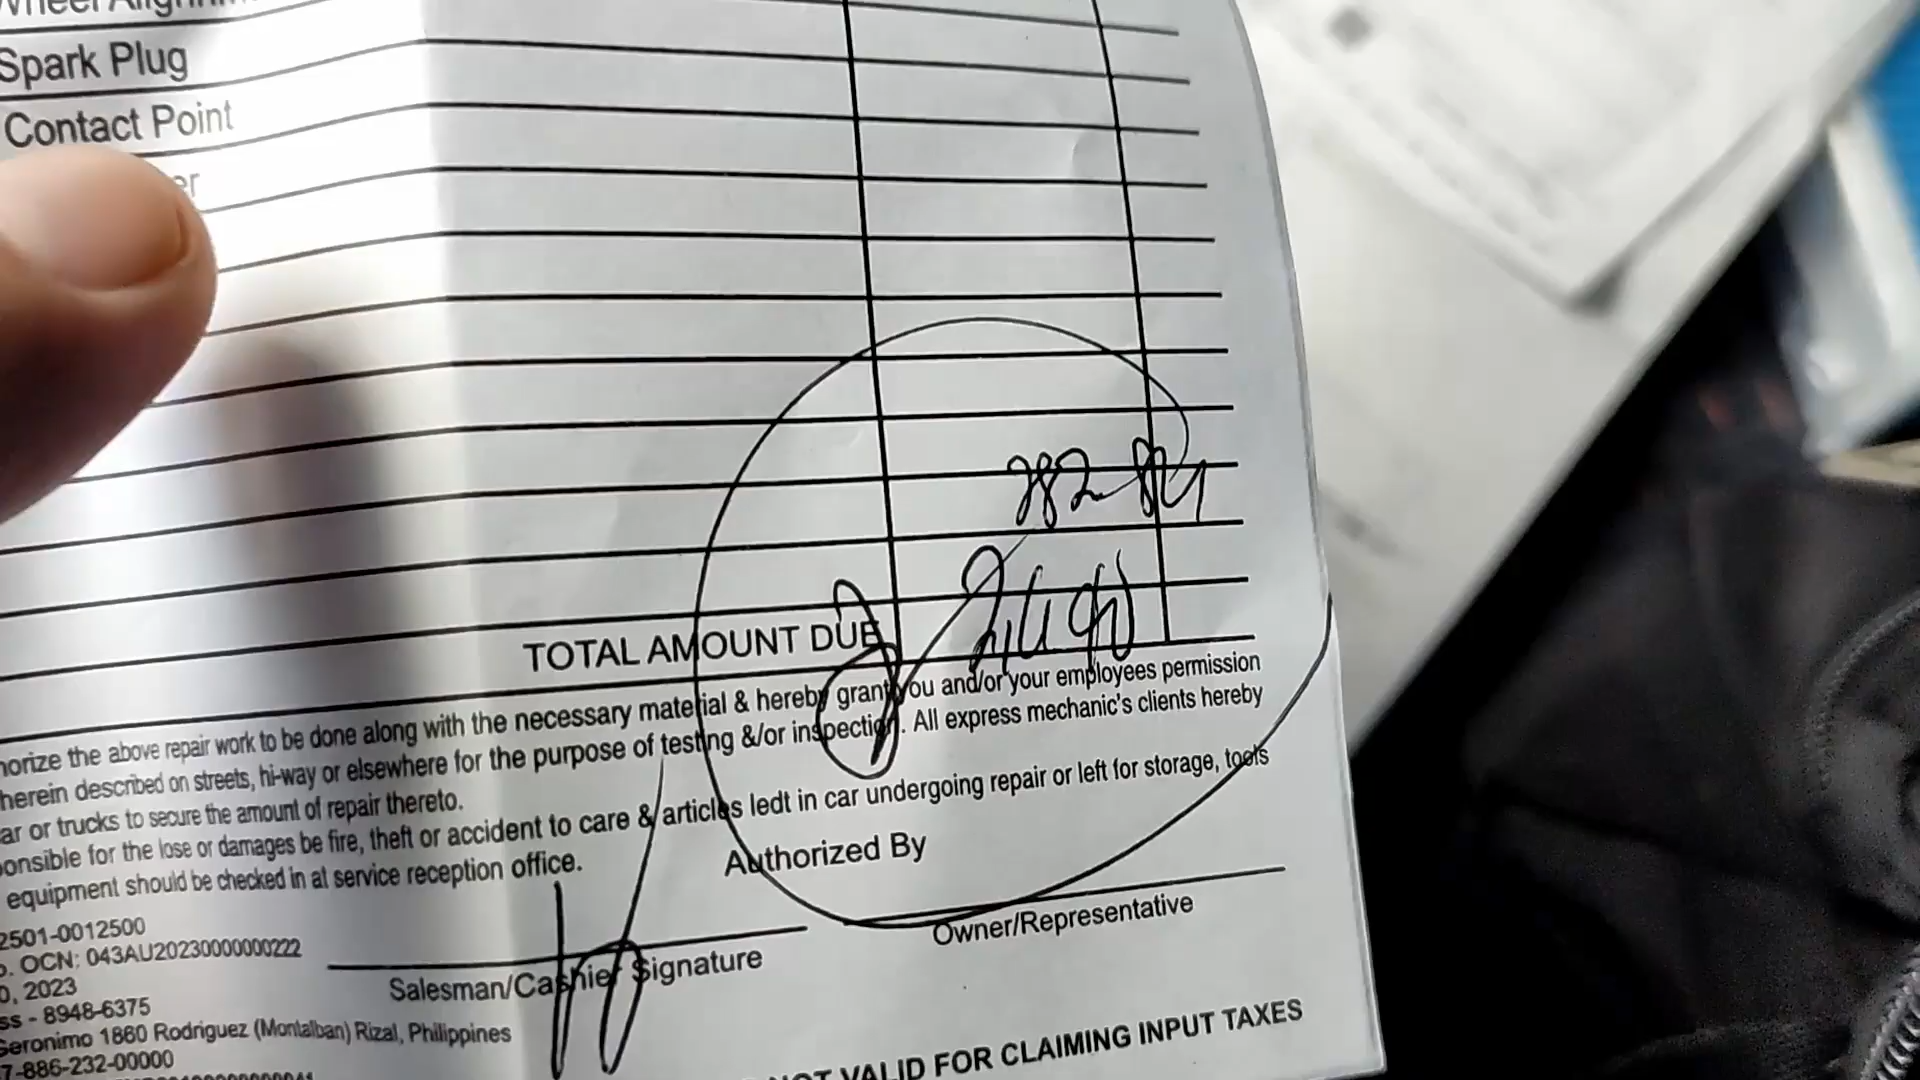 Wheel Alignm
Spark Plug
Contact Point
er
282-84
TOTAL AMOUNT DUE
horize the above repair work to be done along with the necessary material & hereby grant you and/or your employees permission
herein described on streets, hi-way or elsewhere for the purpose of testing &/or inspection. All express mechanic's clients hereby
ar or trucks to secure the amount of repair thereto.
onsible for the lose or damages be fire, theft or accident to care & articles ledt in car undergoing repair or left for storage, tools
equipment should be checked in at service reception office.
Authorized By
Owner/Representative
Salesman/Cashier Signature
2501-0012500
. OCN: 043AU20230000000222
0, 2023
ss - 8948-6375
Geronimo 1860 Rodriguez (Montalban) Rizal, Philippines
7-886-232-00000
NOT VALID FOR CLAIMING INPUT TAXES